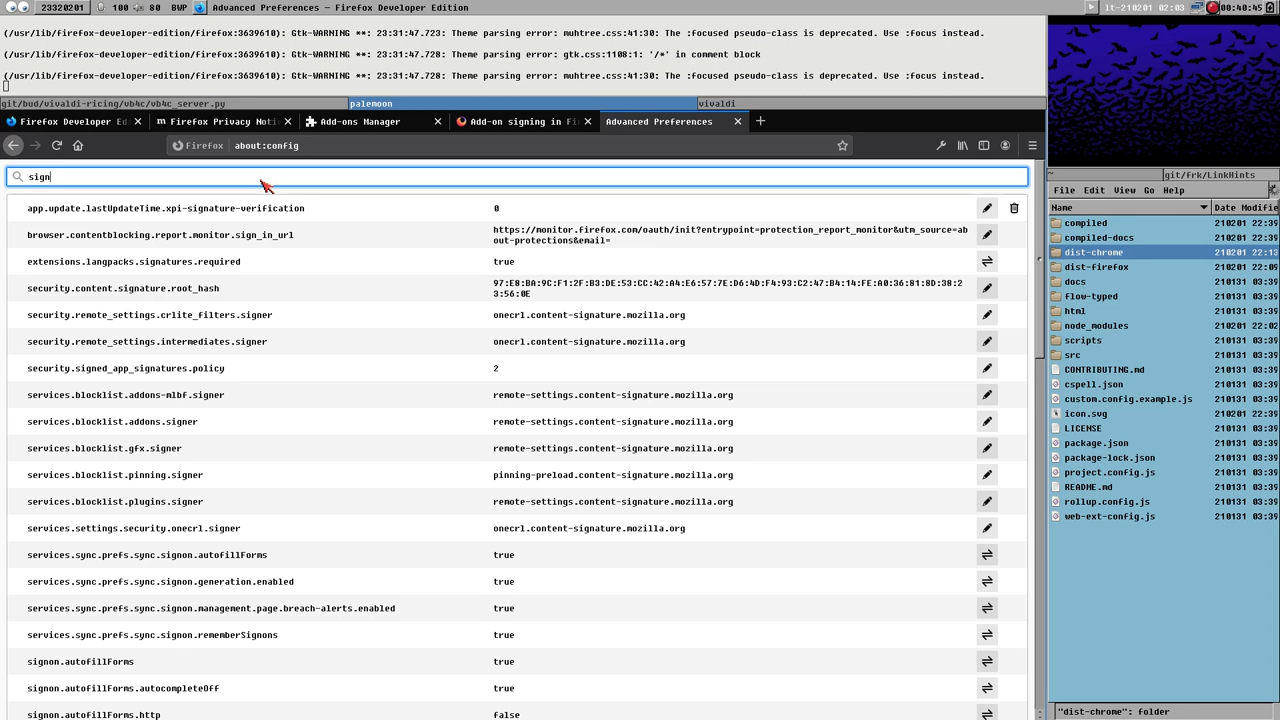 23320201 100 80 BWP Advanced Preferences — Firefox Developer Edition
lt-210201 02:03 00:40:45
(/usr/lib/firefox-developer-edition/firefox:3639610): Gtk-WARNING **: 23:31:47.723: Theme parsing error: muhtree.css:41:30: The :focused pseudo-class is deprecated. Use :focus instead.
(/usr/lib/firefox-developer-edition/firefox:3639610): Gtk-WARNING **: 23:31:47.728: Theme parsing error: gtk.css:1108:1: '/*' in comment block
(/usr/lib/firefox-developer-edition/firefox:3639610): Gtk-WARNING **: 23:31:47.728: Theme parsing error: muhtree.css:41:30: The :focused pseudo-class is deprecated. Use :focus instead.
git/bud/vivaldi-ricing/vb4c/vb4c_server.py palemoon vivaldi
Firefox Developer Ed Firefox Privacy Noti Add-ons Manager Add-on signing in Fi Advanced Preferences
Firefox about:config
sign
app.update.lastUpdateTime.xpi-signature-verification 0
browser.contentblocking.report.monitor.sign_in_url https://monitor.firefox.com/oauth/init?entrypoint=protection_report_monitor&utm_source=ab
out-protections&email=
extensions.langpacks.signatures.required true
security.content.signature.root_hash 97:E8:BA:9C:F1:2F:B3:DE:53:CC:42:A4:E6:57:7E:D6:4D:F4:93:C2:47:B4:14:FE:A0:36:81:8D:38:2
3:56:0E
security.remote_settings.crlite_filters.signer onecrl.content-signature.mozilla.org
security.remote_settings.intermediates.signer onecrl.content-signature.mozilla.org
security.signed_app_signatures.policy 2
services.blocklist.addons-mlbf.signer remote-settings.content-signature.mozilla.org
services.blocklist.addons.signer remote-settings.content-signature.mozilla.org
services.blocklist.gfx.signer remote-settings.content-signature.mozilla.org
services.blocklist.pinning.signer pinning-preload.content-signature.mozilla.org
services.blocklist.plugins.signer remote-settings.content-signature.mozilla.org
services.settings.security.onecrl.signer onecrl.content-signature.mozilla.org
services.sync.prefs.sync.signon.autofillForms true
services.sync.prefs.sync.signon.generation.enabled true
services.sync.prefs.sync.signon.management.page.breach-alerts.enabled true
services.sync.prefs.sync.signon.rememberSignons true
signon.autofillForms true
signon.autofillForms.autocompleteOff true
signon.autofillForms.http false
~ git/frk/LinkHints
File Edit View Go Help
Name Date Modifie
compiled 210201 22:39
compiled-docs 210201 22:39
dist-chrome 210201 22:13
dist-firefox 210201 22:09
docs 210131 03:39
flow-typed 210131 03:39
html 210131 03:39
node_modules 210201 22:02
scripts 210131 03:39
src 210131 03:39
CONTRIBUTING.md 210131 03:39
cspell.json 210131 03:39
custom.config.example.js 210131 03:39
icon.svg 210201 22:39
LICENSE 210131 03:39
package.json 210131 03:39
package-lock.json 210131 03:39
project.config.js 210131 03:39
README.md 210131 03:39
rollup.config.js 210131 03:39
web-ext-config.js 210131 03:39
"dist-chrome": folder